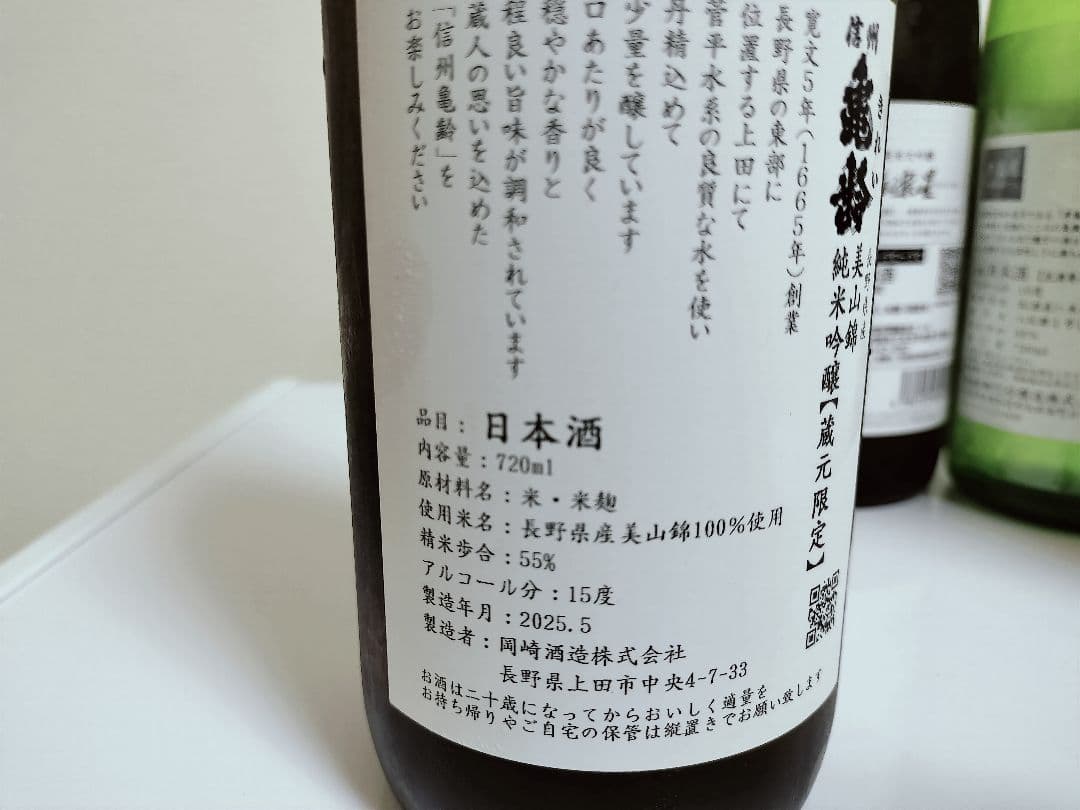 信州
亀齢
きれい
長野県産
美山錦
純米吟醸【蔵元限定】
寛文5年(1665年)創業
長野県の東部に
位置する上田にて
菅平水系の良質な水を使い
丹精込めて
少量を醸しています
口あたりが良く
穏やかな香りと
程良い旨味が調和されています
蔵人の思いを込めた
「信州亀齢」を
お楽しみください
品目：日本酒
内容量：720ml
原材料名：米・米麹
使用米名：長野県産美山錦100%使用
精米歩合：55%
アルコール分：15度
製造年月：2025.5
製造者：岡崎酒造株式会社
長野県上田市中央4-7-33
お酒は二十歳になってからおいしく適量を
お持ち帰りやご自宅の保管は縦置きでお願い致します